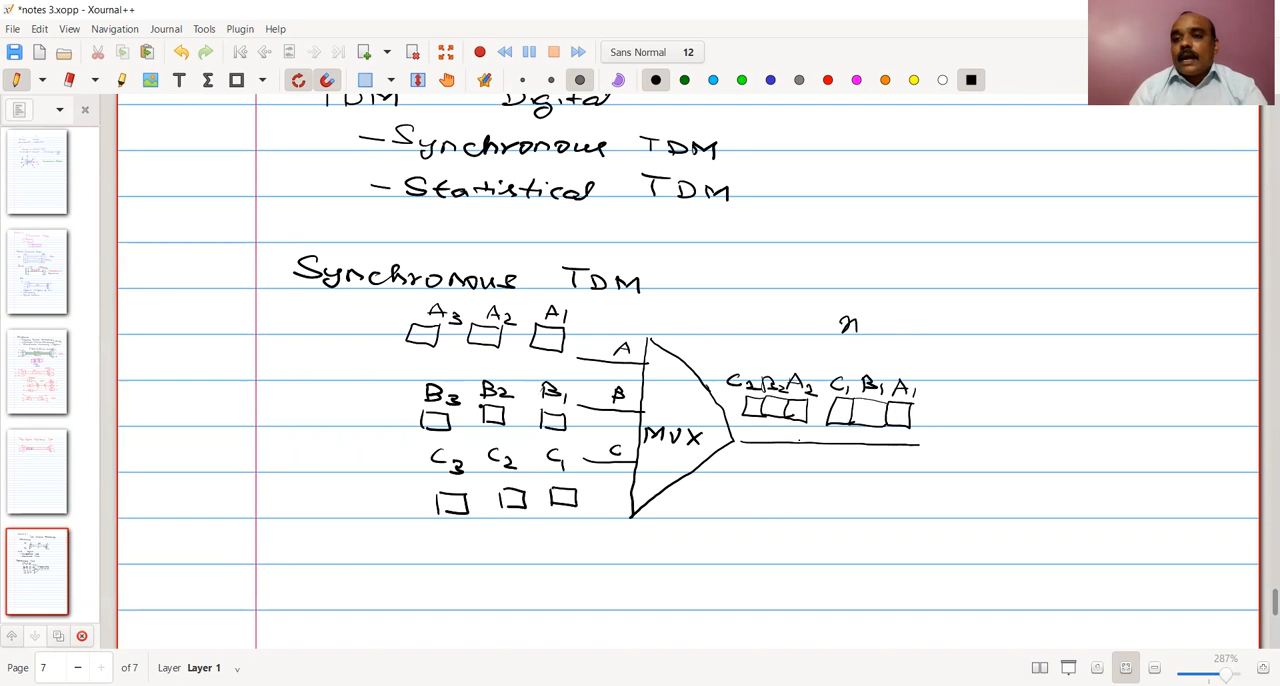 *notes 3.xopp - Xournal++
File Edit View Navigation Journal Tools Plugin Help
Sans Normal 12
TDM Digital
- Synchronous TDM
- Statistical TDM
Synchronous TDM
A3 A2 A1
A
n
B3 B2 B1
B
C2 B2 A2 C1 B1 A1
MUX
C3 C2 C1
C
Page 7 of 7 Layer Layer 1
287%